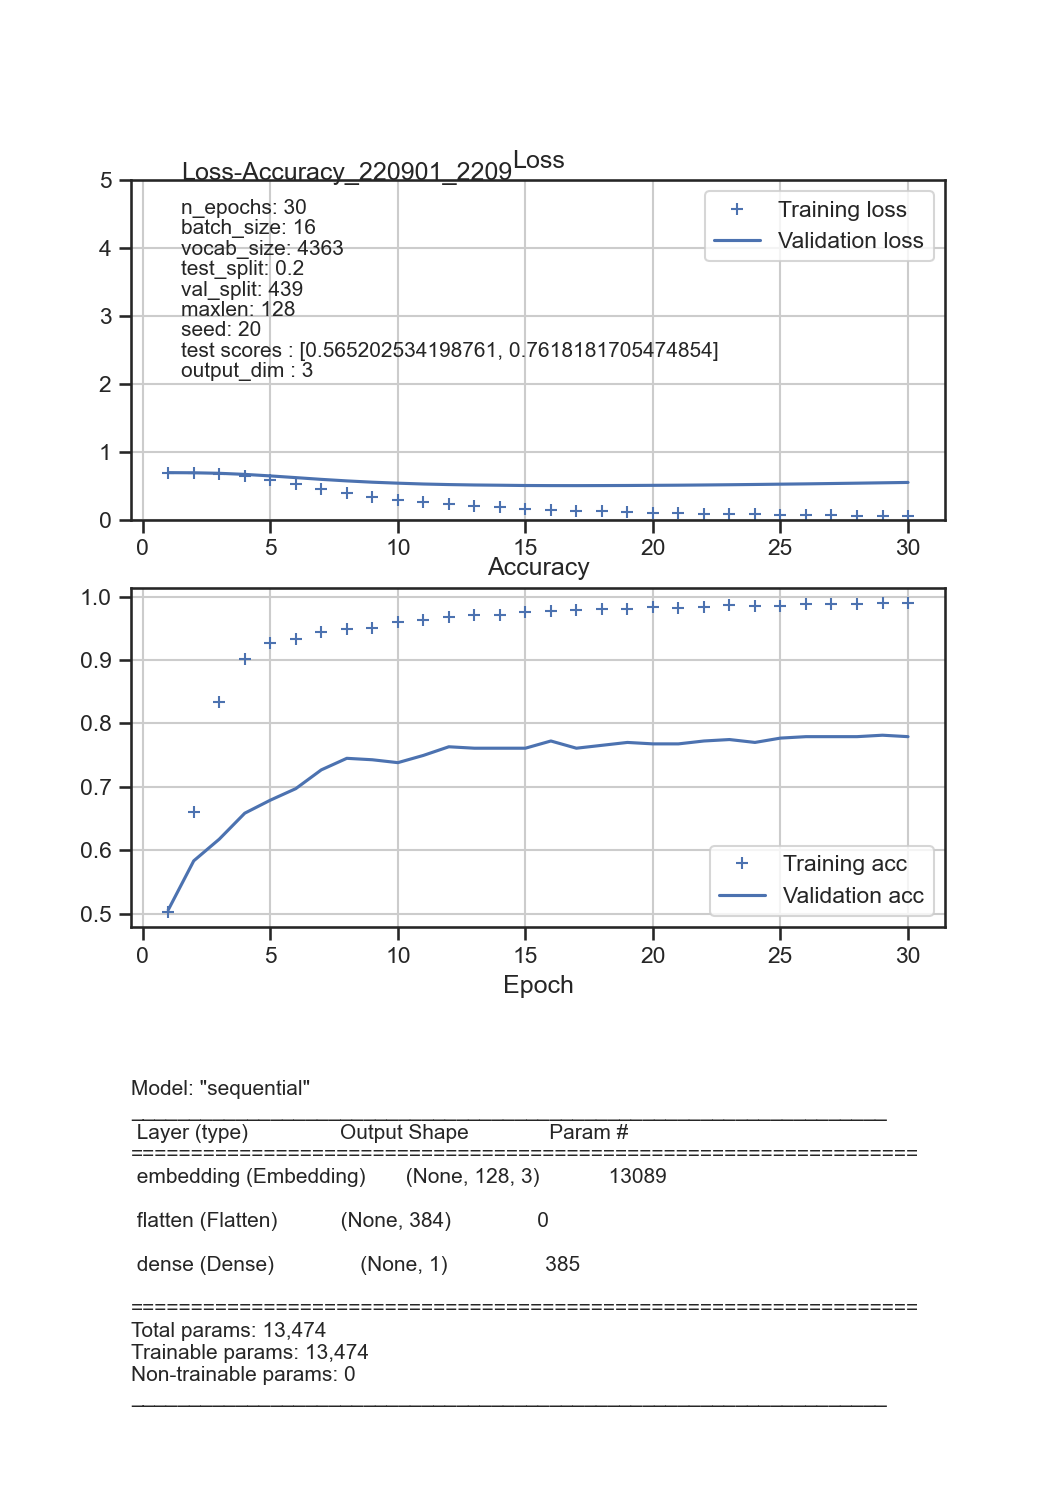 Loss
Loss-Accuracy_220901_2209
5
n_epochs: 30
batch_size: 16
vocab_size: 4363
test_split: 0.2
val_split: 439
maxlen: 128
seed: 20
test scores : [0.565202534198761, 0.7618181705474854]
output_dim : 3
Training loss
Validation loss
4
3
2
1
0
0 5 10 15 20 25 30
Accuracy
1.0
0.9
0.8
0.7
0.6
0.5
Training acc
Validation acc
0 5 10 15 20 25 30
Epoch
Model: "sequential"
_________________________________________________________________
Layer (type) Output Shape Param #
=================================================================
embedding (Embedding) (None, 128, 3) 13089
flatten (Flatten) (None, 384) 0
dense (Dense) (None, 1) 385
=================================================================
Total params: 13,474
Trainable params: 13,474
Non-trainable params: 0
_________________________________________________________________